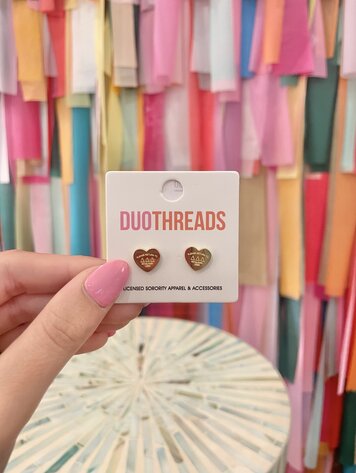 DUOTHREADS
LICENSED SORORITY APPAREL & ACCESSORIES